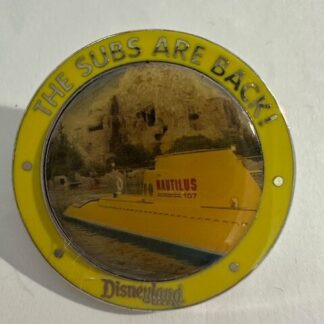 THE SUBS ARE BACK!
NAUTILUS
107
Disneyland